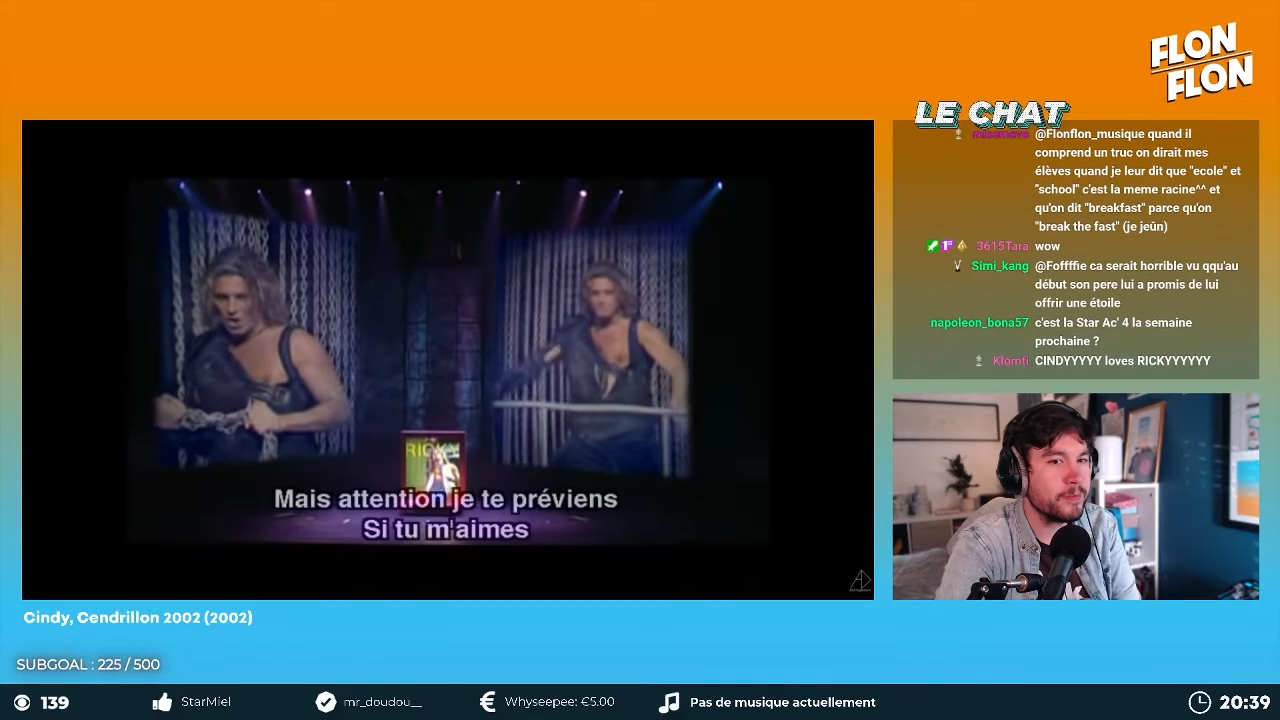 FLON
FLON
LE CHAT
@Flonflon_musique quand il
comprend un truc on dirait mes
élèves quand je leur dit que "ecole" et
"school" c'est la meme racine^^ et
qu'on dit "breakfast" parce qu'on
"break the fast" (je jeûn)
3615Tara wow
Simi_kang @Foffffie ca serait horrible vu qqu'au
début son pere lui a promis de lui
offrir une étoile
napoleon_bona57 c'est la Star Ac' 4 la semaine
prochaine ?
Klomti CINDYYYYY loves RICKYYYYYY
RICKY
Mais attention je te préviens
Si tu m'aimes
Cindy, Cendrillon 2002 (2002)
SUBGOAL : 225 / 500
139 StarMiel mr_doudou__ Whyseepee: €5.00 Pas de musique actuellement 20:39